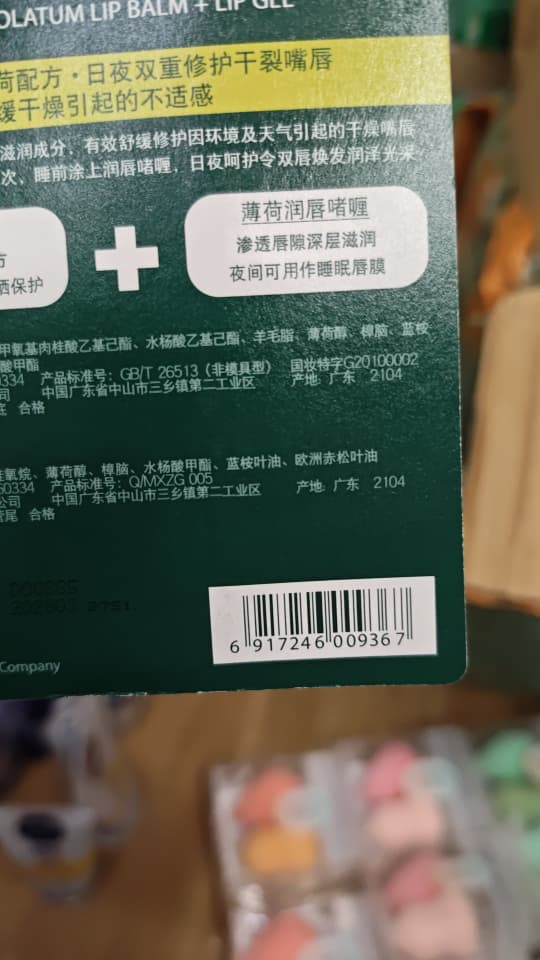 OLATUM LIP BALM + LIP GEL
荷配方·日夜双重修护干裂嘴唇
缓干燥引起的不适感
滋润成分，有效舒缓修护因环境及天气引起的干燥嘴唇
次、睡前涂上润唇啫喱，日夜呵护令双唇焕发润泽光采
方
晒保护
薄荷润唇啫喱
渗透唇隙深层滋润
夜间可用作睡眠唇膜
甲氧基肉桂酸乙基己酯、水杨酸乙基己酯、羊毛脂、薄荷醇、樟脑、蓝桉
酸甲酯
0334 产品标准号：GB/T 26513（非模具型） 国妆特字G20100002
司 中国广东省中山市三乡镇第二工业区 产地：广东 2104
底 合格
硅氧烷、薄荷醇、樟脑、水杨酸甲酯、蓝桉叶油、欧洲赤松叶油
60334 产品标准号：Q/MXZG 005
公司 中国广东省中山市三乡镇第二工业区 产地：广东 2104
管尾 合格
Company
6 917246 009367